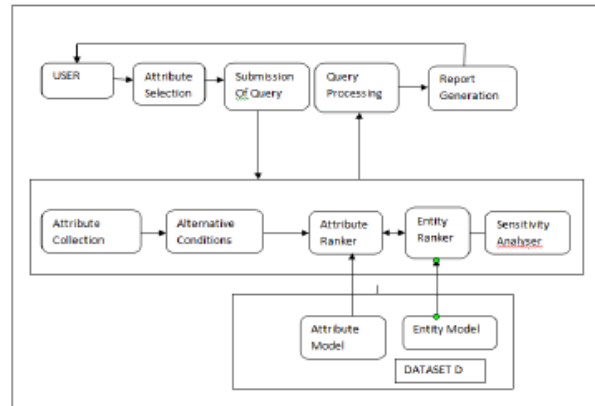 USER
Attribute
Selection
Submission
Of Query
Query
Processing
Report
Generation
Attribute
Collection
Alternative
Conditions
Attribute
Ranker
Entity
Ranker
Sensitivity
Analyser
Attribute
Model
Entity Model
DATASET D